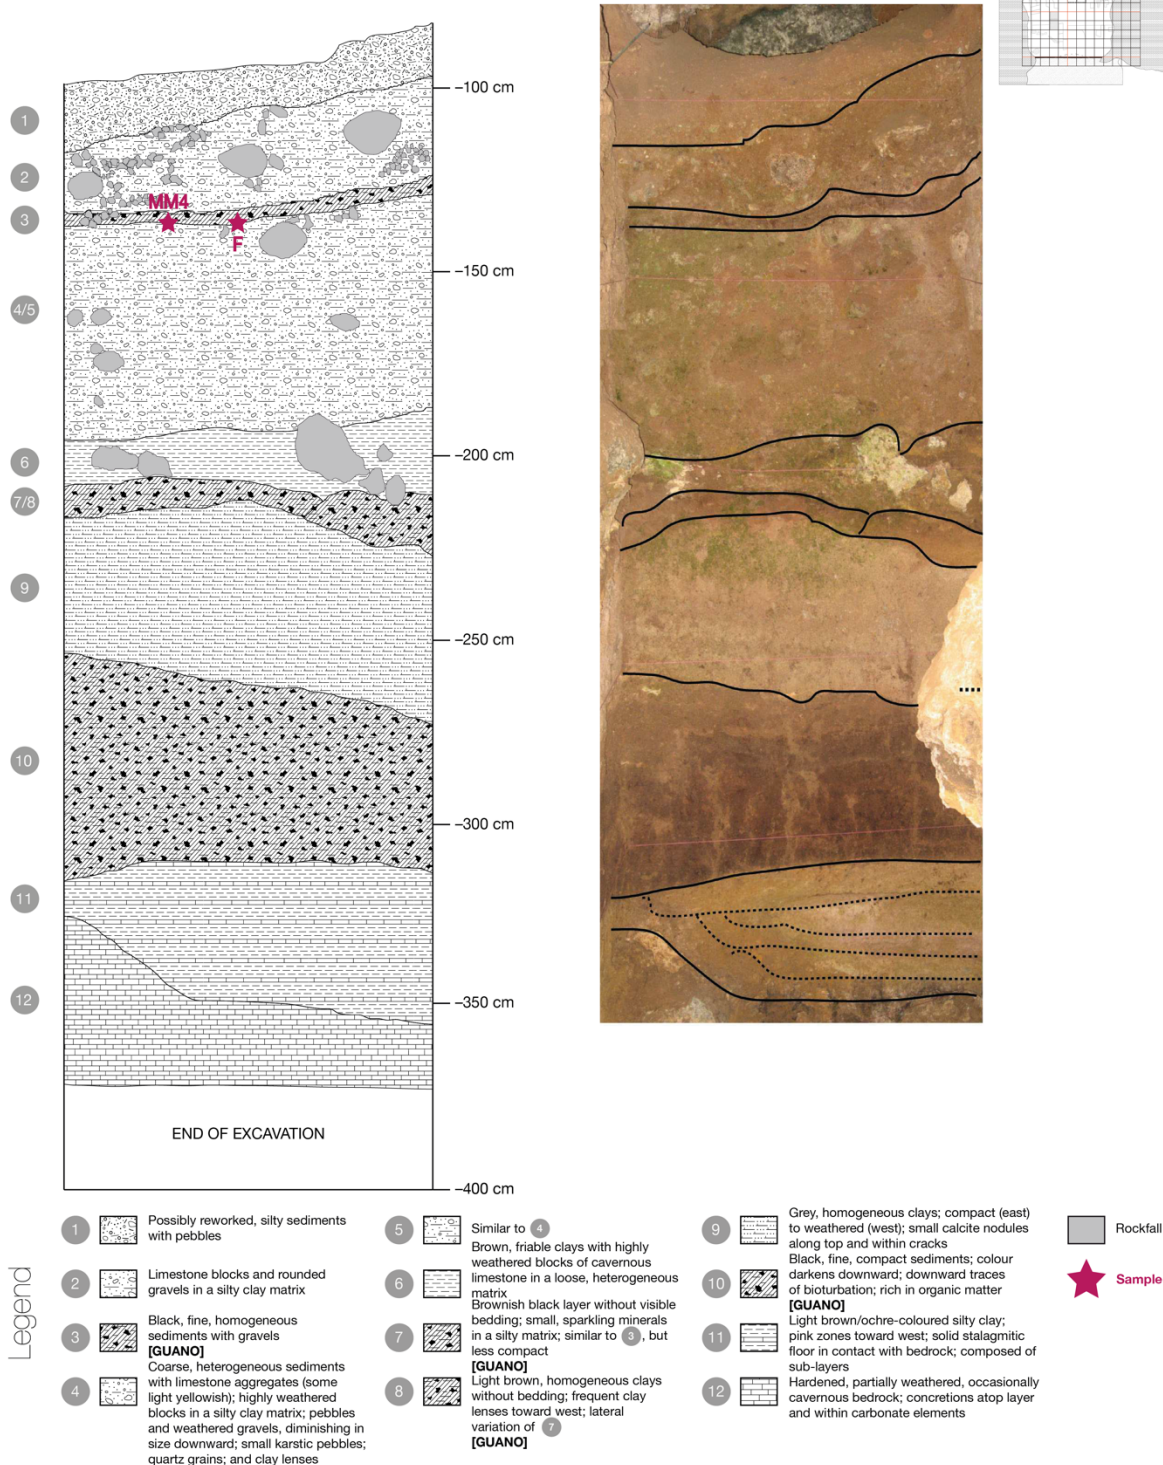 1
2
3
4/5
6
7/8
9
10
11
12
MM4
F
−100 cm
−150 cm
−200 cm
−250 cm
−300 cm
−350 cm
−400 cm
END OF EXCAVATION
Legend
1
Possibly reworked, silty sediments
with pebbles
2
Limestone blocks and rounded
gravels in a silty clay matrix
3
Black, fine, homogeneous
sediments with gravels
[GUANO]
4
Coarse, heterogeneous sediments
with limestone aggregates (some
light yellowish); highly weathered
blocks in a silty clay matrix; pebbles
and weathered gravels, diminishing in
size downward; small karstic pebbles;
quartz grains; and clay lenses
5
Similar to 4
6
Brown, friable clays with highly
weathered blocks of cavernous
limestone in a loose, heterogeneous
matrix
7
Brownish black layer without visible
bedding; small, sparkling minerals
in a silty matrix; similar to 3, but
less compact
[GUANO]
8
Light brown, homogeneous clays
without bedding; frequent clay
lenses toward west; lateral
variation of 7
[GUANO]
9
Grey, homogeneous clays; compact (east)
to weathered (west); small calcite nodules
along top and within cracks
10
Black, fine, compact sediments; colour
darkens downward; downward traces
of bioturbation; rich in organic matter
[GUANO]
11
Light brown/ochre-coloured silty clay;
pink zones toward west; solid stalagmitic
floor in contact with bedrock; composed of
sub-layers
12
Hardened, partially weathered, occasionally
cavernous bedrock; concretions atop layer
and within carbonate elements
Rockfall
Sample